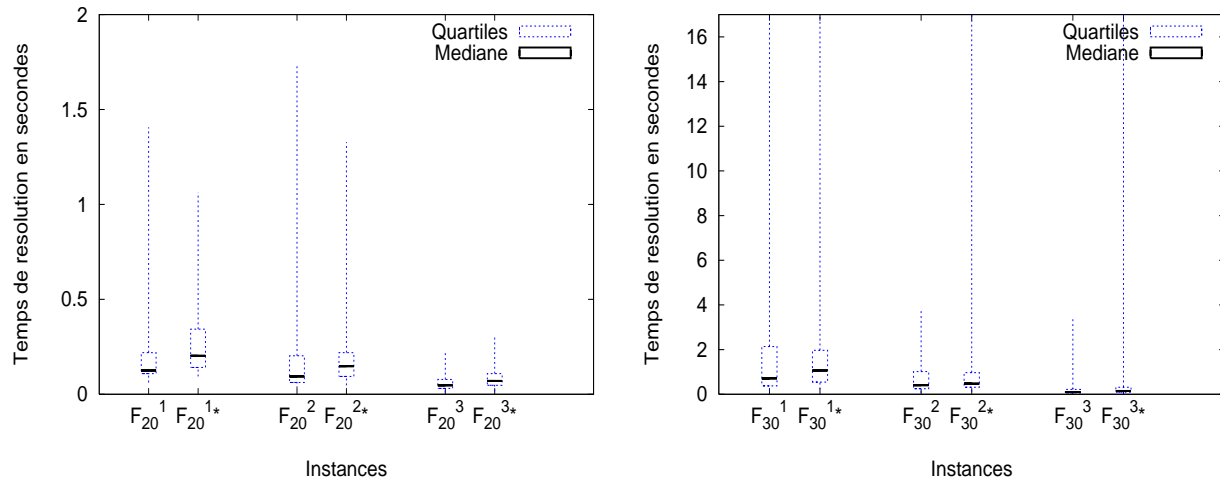 Temps de resolution en secondes
2
1.5
1
0.5
0
Quartiles
Mediane
F20^1 F20^1* F20^2 F20^2* F20^3 F20^3*
Instances
Temps de resolution en secondes
16
14
12
10
8
6
4
2
0
Quartiles
Mediane
F30^1 F30^1* F30^2 F30^2* F30^3 F30^3*
Instances